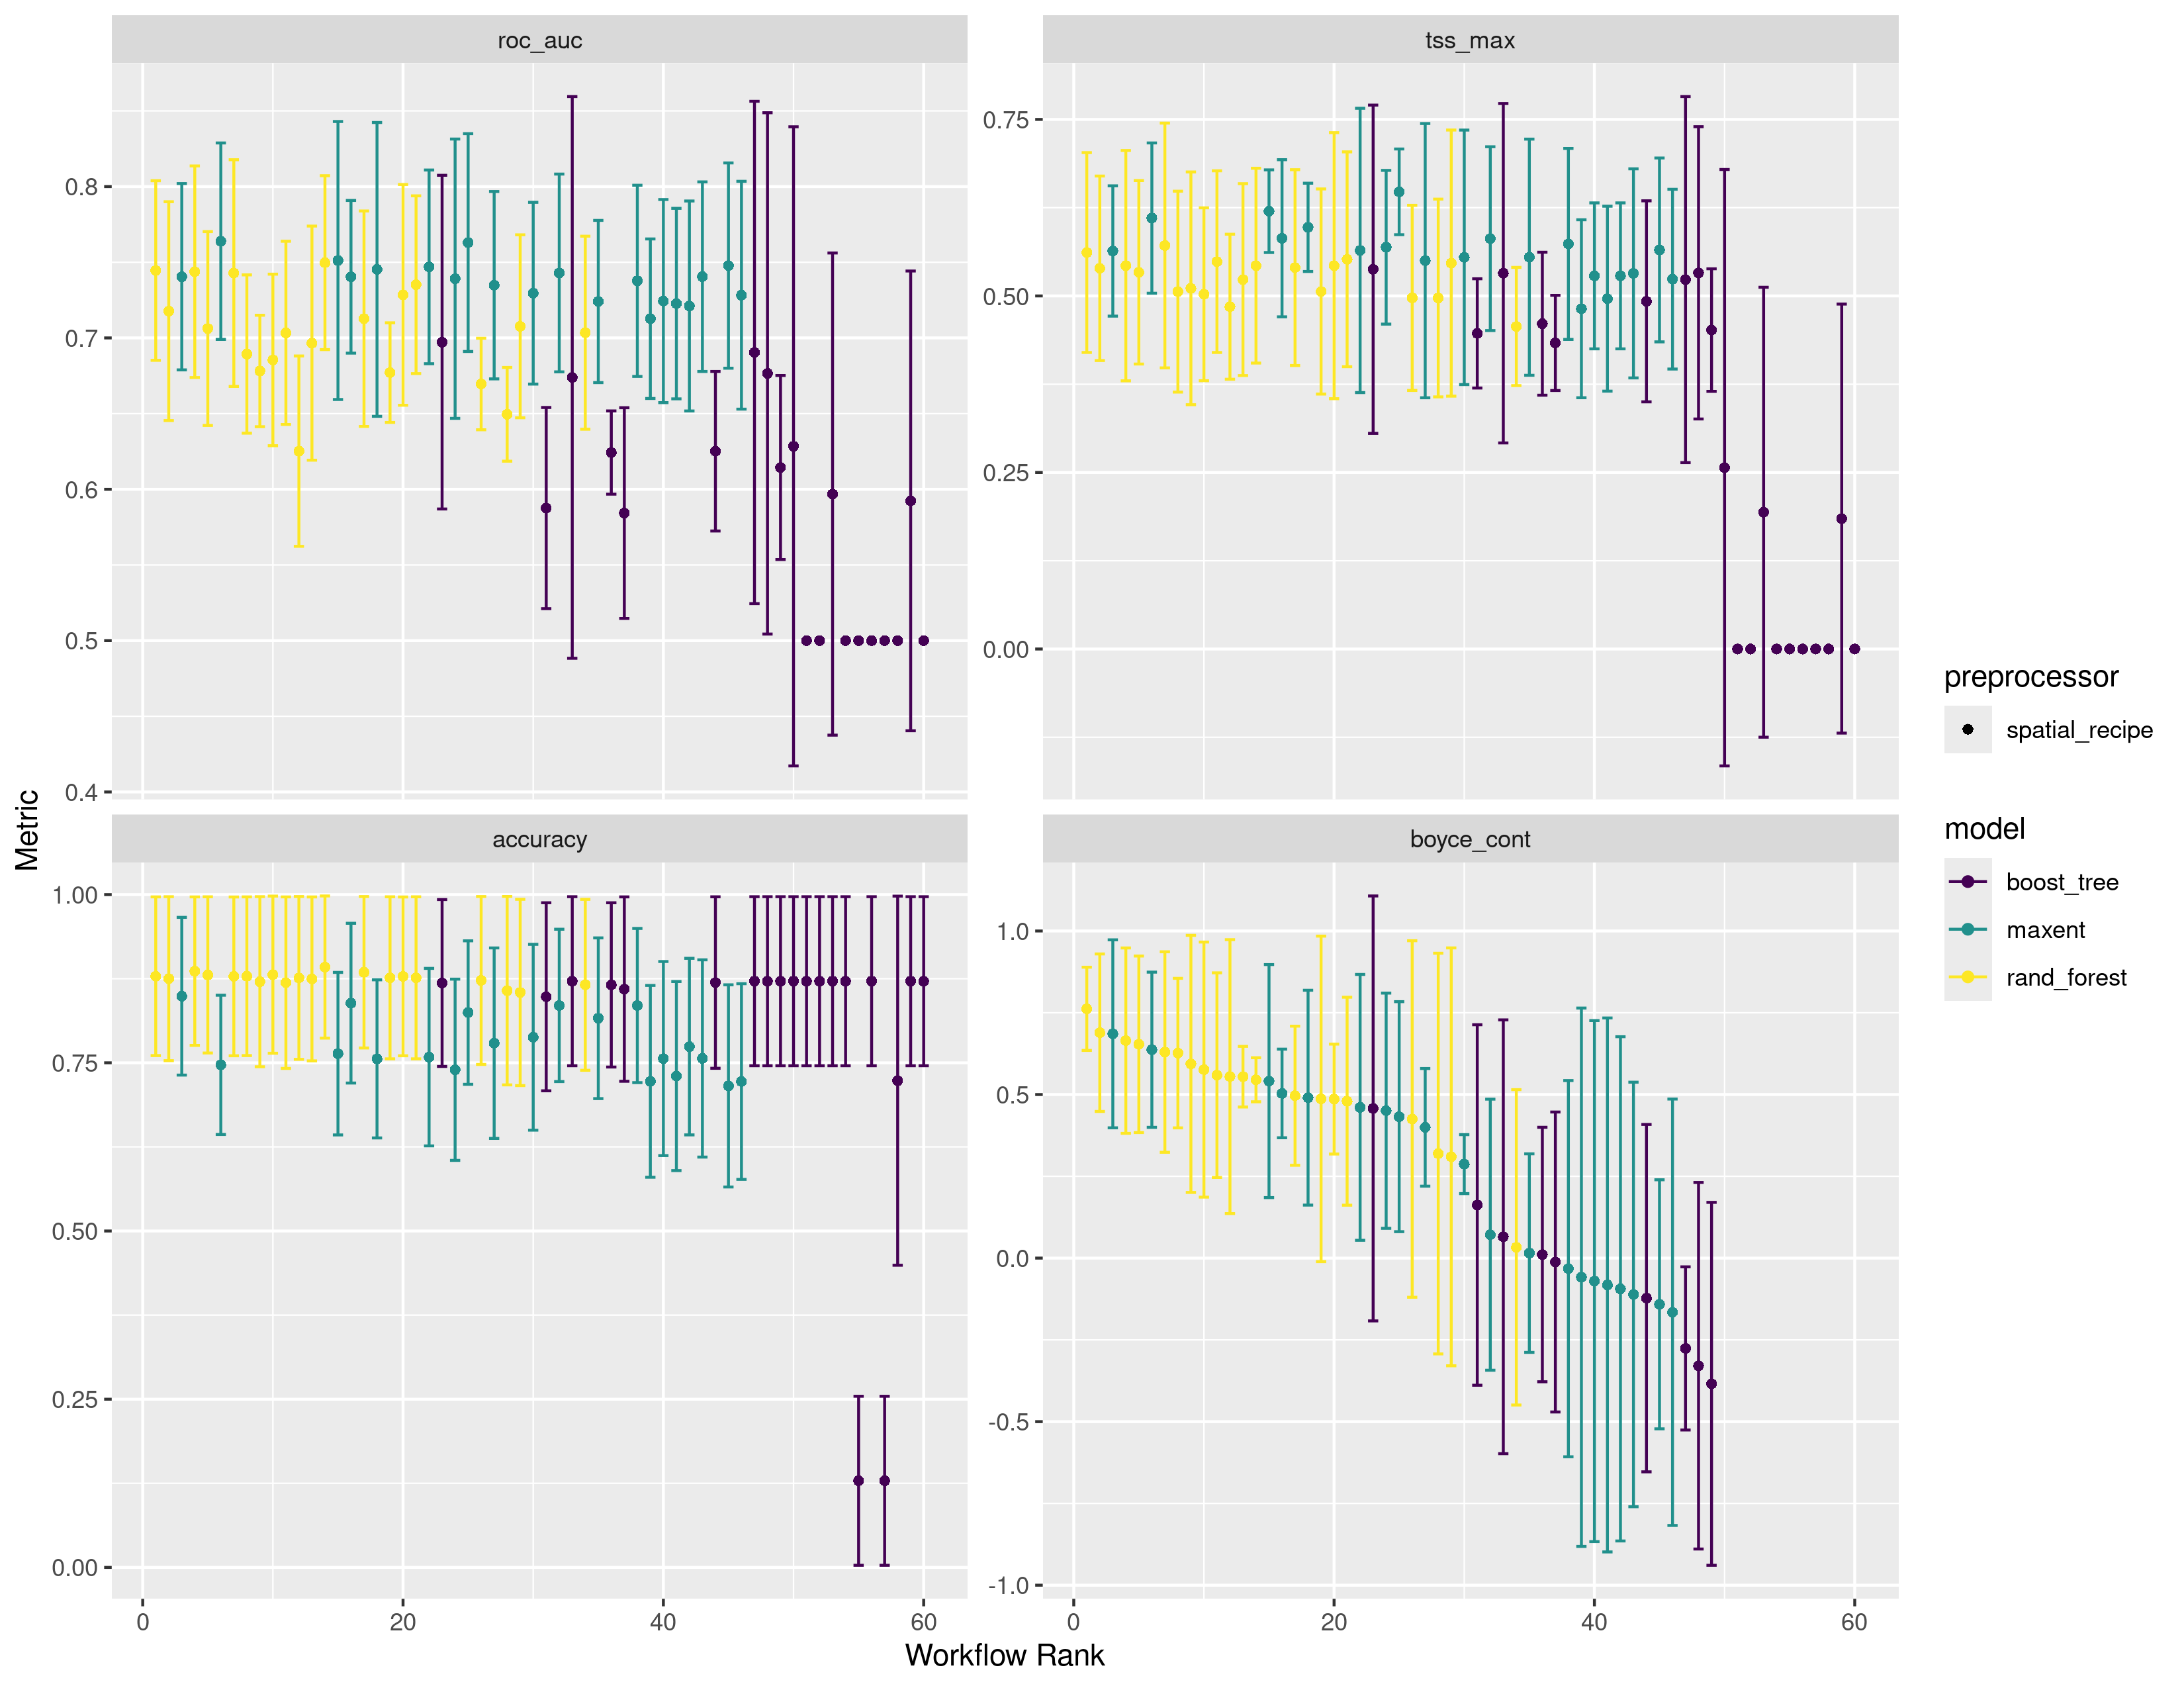 roc_auc
tss_max
0.8
0.7
0.6
0.5
0.4
0.75
0.50
0.25
0.00
accuracy
boyce_cont
1.00
0.75
0.50
0.25
0.00
1.0
0.5
0.0
-0.5
-1.0
0 20 40 60
0 20 40 60
Workflow Rank
Metric
preprocessor
spatial_recipe
model
boost_tree
maxent
rand_forest